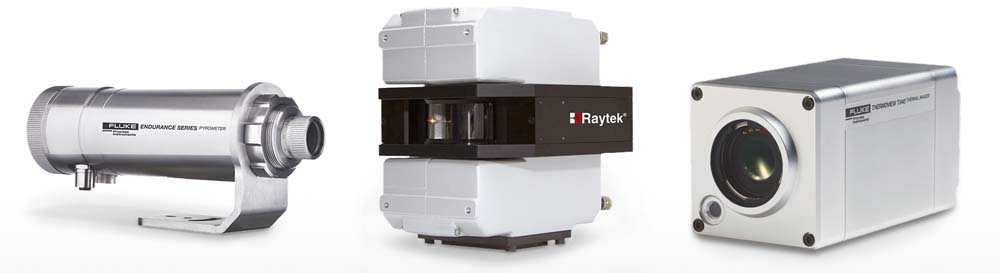 FLUKE
Process
Instruments
ENDURANCE SERIES PYROMETER
Raytek®
FLUKE
Process
Instruments
THERMOVIEW TV40 THERMAL IMAGER